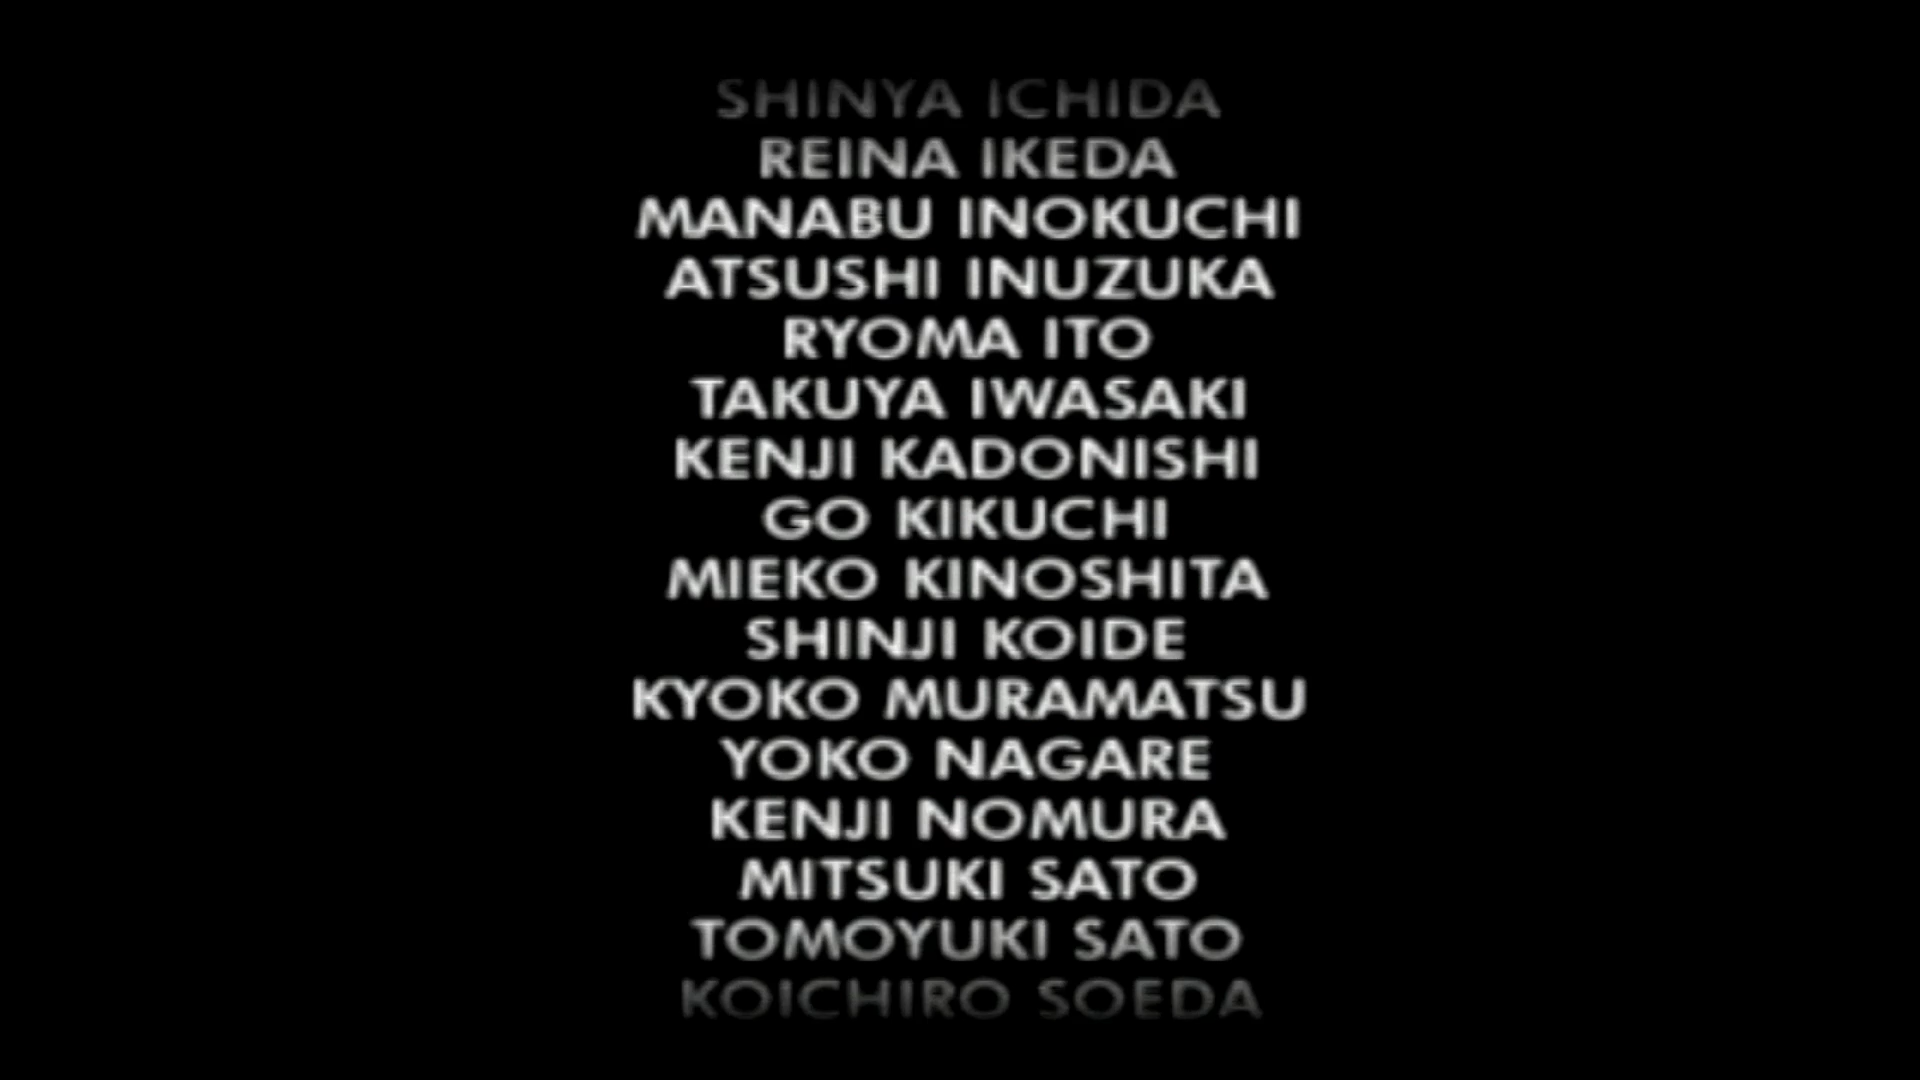 SHINYA ICHIDA
REINA IKEDA
MANABU INOKUCHI
ATSUSHI INUZUKA
RYOMA ITO
TAKUYA IWASAKI
KENJI KADONISHI
GO KIKUCHI
MIEKO KINOSHITA
SHINJI KOIDE
KYOKO MURAMATSU
YOKO NAGARE
KENJI NOMURA
MITSUKI SATO
TOMOYUKI SATO
KOICHIRO SOEDA